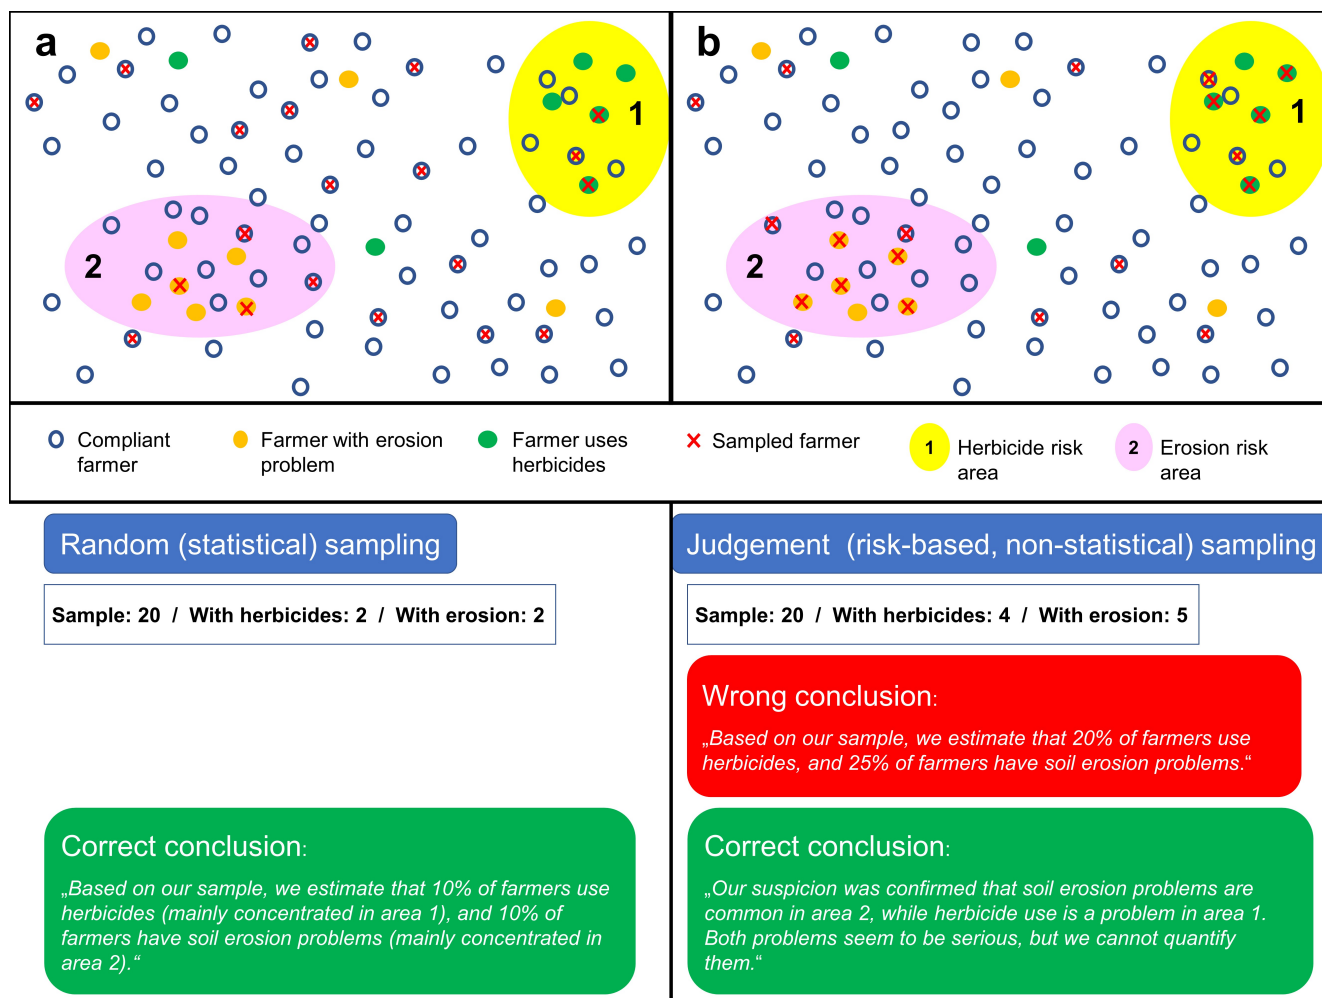 a
1
2
b
1
2
Compliant
farmer
Farmer with erosion
problem
Farmer uses
herbicides
Sampled farmer
1
Herbicide risk
area
2
Erosion risk
area
Random (statistical) sampling
Sample: 20 / With herbicides: 2 / With erosion: 2
Correct conclusion:
„Based on our sample, we estimate that 10% of farmers use
herbicides (mainly concentrated in area 1), and 10% of
farmers have soil erosion problems (mainly concentrated in
area 2).“
Judgement (risk-based, non-statistical) sampling
Sample: 20 / With herbicides: 4 / With erosion: 5
Wrong conclusion:
„Based on our sample, we estimate that 20% of farmers use
herbicides, and 25% of farmers have soil erosion problems.“
Correct conclusion:
„Our suspicion was confirmed that soil erosion problems are
common in area 2, while herbicide use is a problem in area 1.
Both problems seem to be serious, but we cannot quantify
them.“